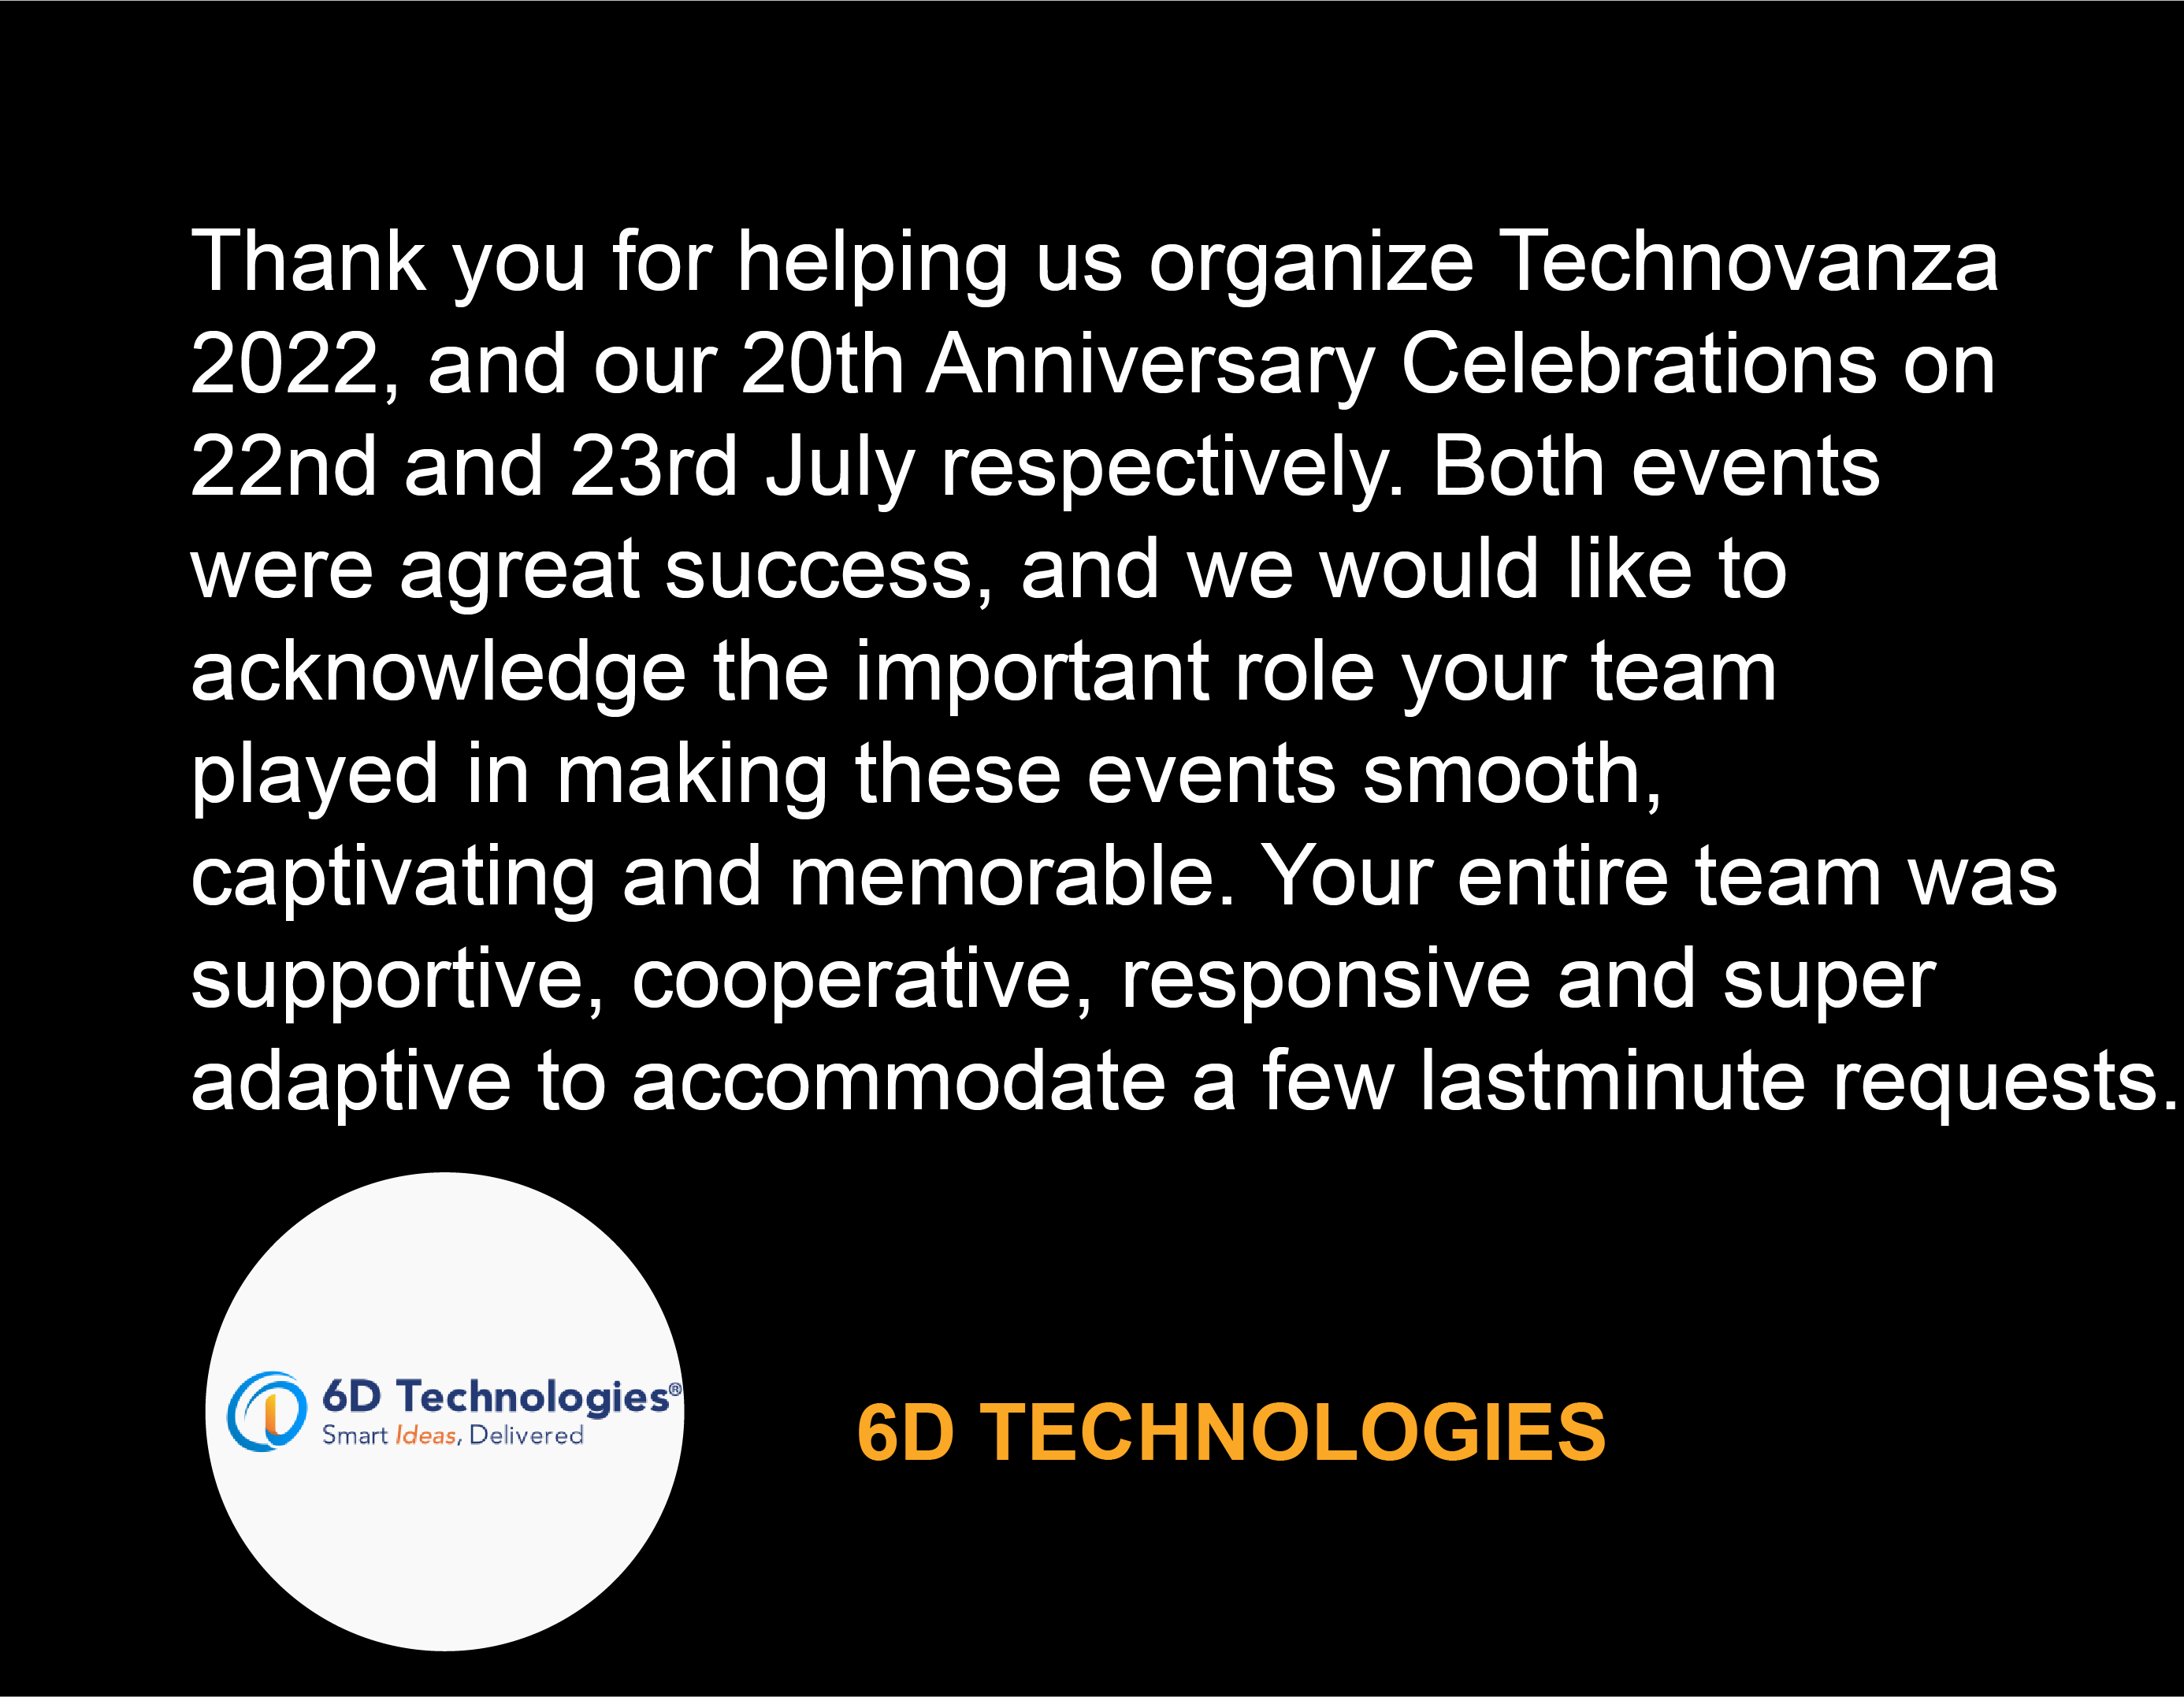 Thank you for helping us organize Technovanza
2022, and our 20th Anniversary Celebrations on
22nd and 23rd July respectively. Both events
were agreat success, and we would like to
acknowledge the important role your team
played in making these events smooth,
captivating and memorable. Your entire team was
supportive, cooperative, responsive and super
adaptive to accommodate a few lastminute requests.
6D Technologies®
Smart Ideas, Delivered
6D TECHNOLOGIES